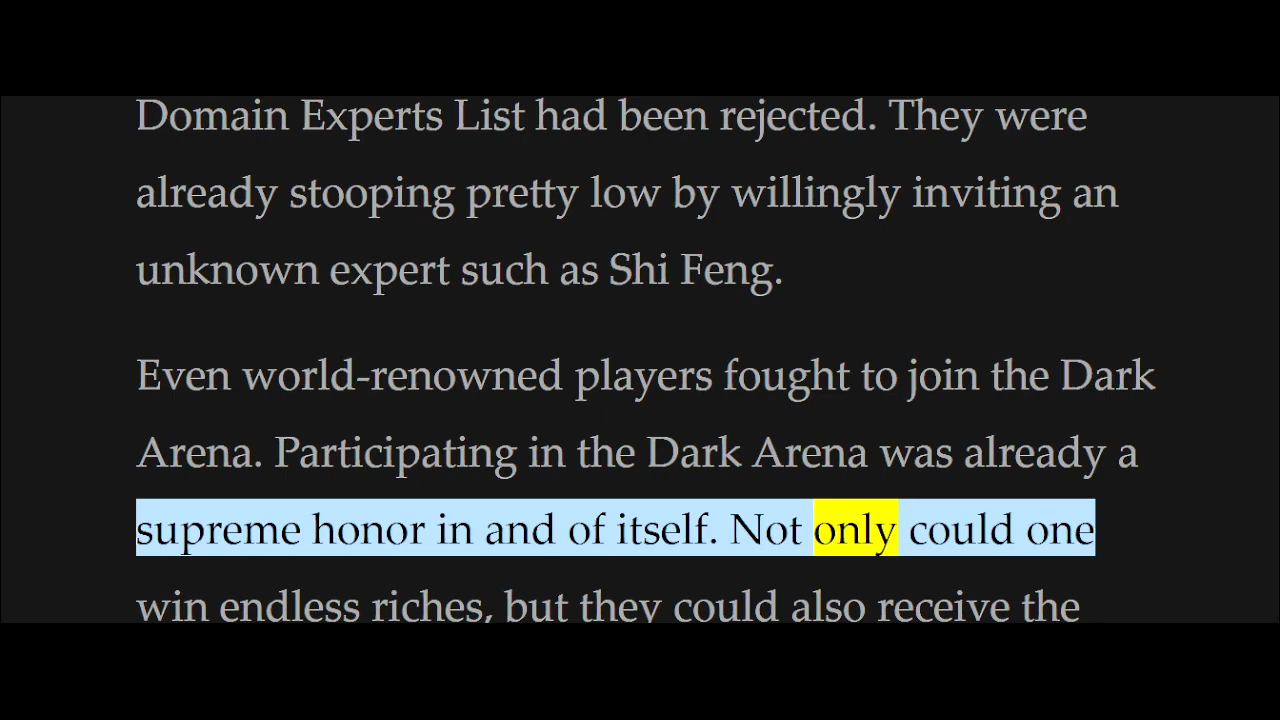 Domain Experts List had been rejected. They were
already stooping pretty low by willingly inviting an
unknown expert such as Shi Feng.
Even world-renowned players fought to join the Dark
Arena. Participating in the Dark Arena was already a
supreme honor in and of itself. Not only could one
win endless riches, but they could also receive the